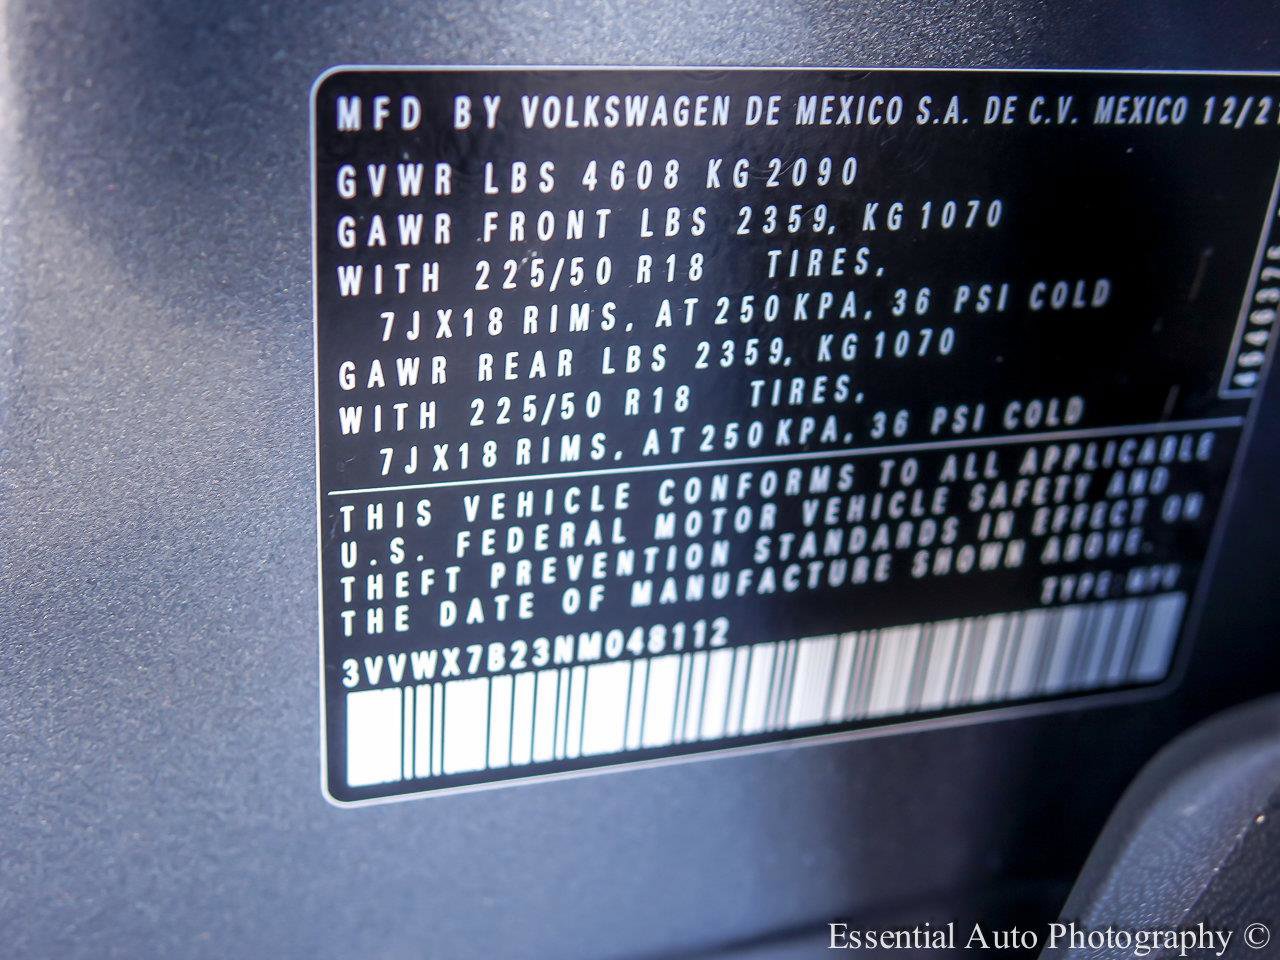 MFD BY VOLKSWAGEN DE MEXICO S.A. DE C.V. MEXICO 12/21
GVWR LBS 4608 KG 2090
GAWR FRONT LBS 2359, KG 1070
WITH 225/50 R18 TIRES,
7JX18 RIMS, AT 250 KPA, 36 PSI COLD
GAWR REAR LBS 2359, KG 1070
WITH 225/50 R18 TIRES,
7JX18 RIMS, AT 250 KPA, 36 PSI COLD
THIS VEHICLE CONFORMS TO ALL APPLICABLE
U.S. FEDERAL MOTOR VEHICLE SAFETY AND
THEFT PREVENTION STANDARDS IN EFFECT ON
THE DATE OF MANUFACTURE SHOWN ABOVE.
TYPE: MPV
3VVWX7B23NM048112
Essential Auto Photography ©